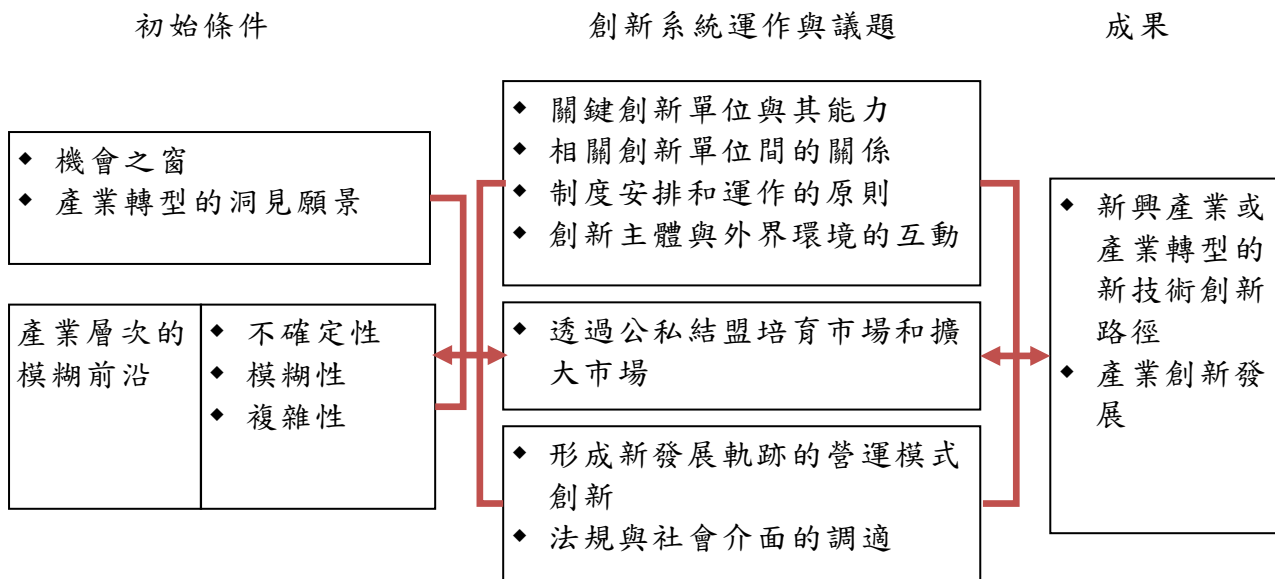 初始條件
創新系統運作與議題
成果
◆ 機會之窗
◆ 產業轉型的洞見願景
產業層次的
模糊前沿
◆ 不確定性
◆ 模糊性
◆ 複雜性
◆ 關鍵創新單位與其能力
◆ 相關創新單位間的關係
◆ 制度安排和運作的原則
◆ 創新主體與外界環境的互動
◆ 透過公私結盟培育市場和擴
大市場
◆ 形成新發展軌跡的營運模式
創新
◆ 法規與社會介面的調適
◆ 新興產業或
產業轉型的
新技術創新
路徑
◆ 產業創新發
展